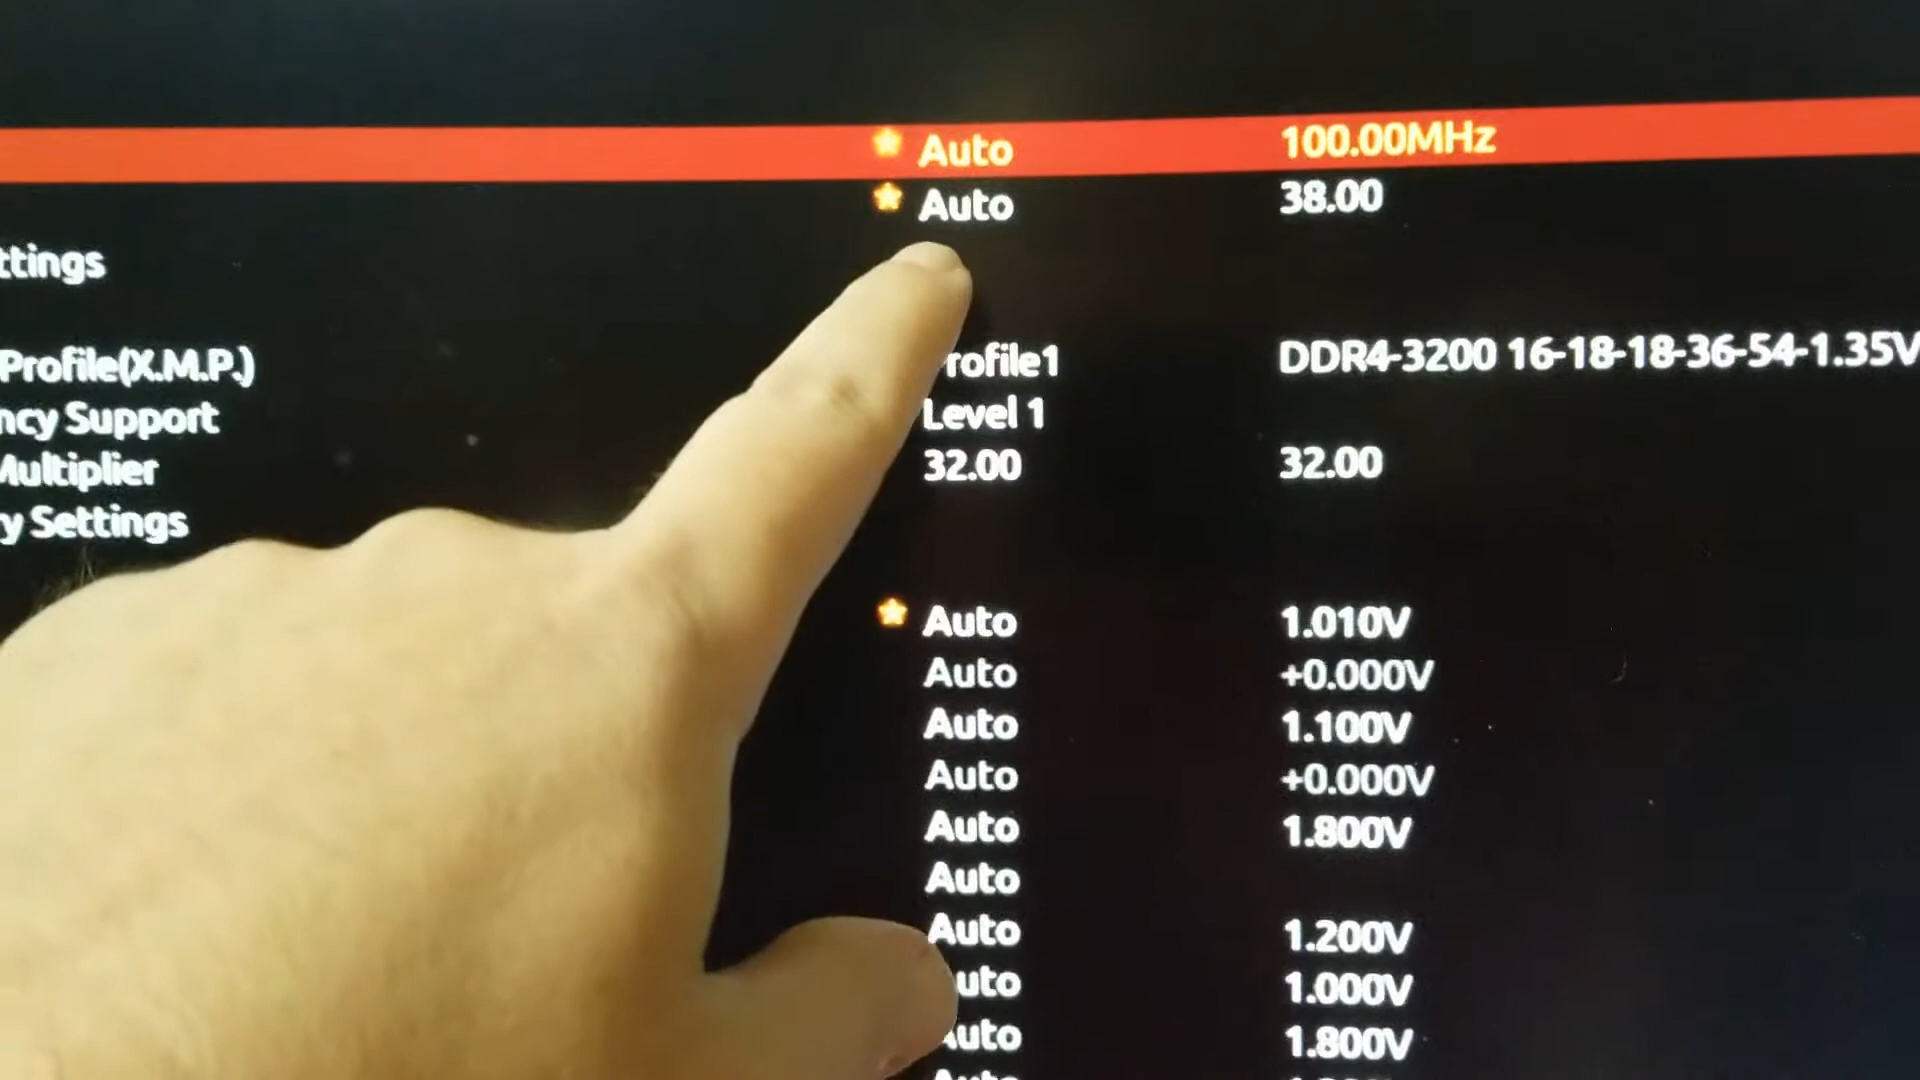 Auto 100.00MHz
Auto 38.00
ttings
Profile(X.M.P.) rofile1 DDR4-3200 16-18-18-36-54-1.35V
ncy Support Level 1
Multiplier 32.00 32.00
y Settings
Auto 1.010V
Auto +0.000V
Auto 1.100V
Auto +0.000V
Auto 1.800V
Auto
Auto 1.200V
uto 1.000V
Auto 1.800V